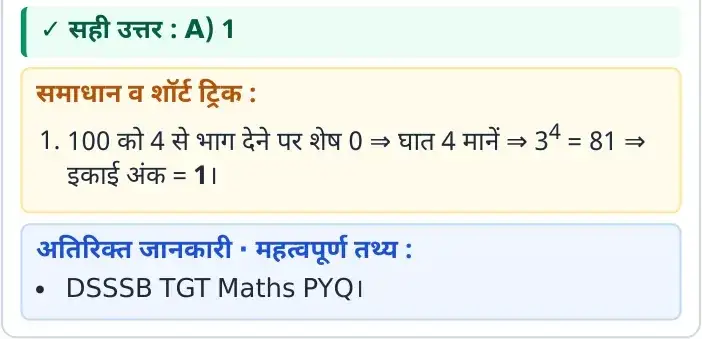 ✓ सही उत्तर : A) 1
समाधान व शॉर्ट ट्रिक :
1. 100 को 4 से भाग देने पर शेष 0 ⇒ घात 4 मानें ⇒ 3⁴ = 81 ⇒
इकाई अंक = 1।
अतिरिक्त जानकारी · महत्वपूर्ण तथ्य :
• DSSSB TGT Maths PYQ।